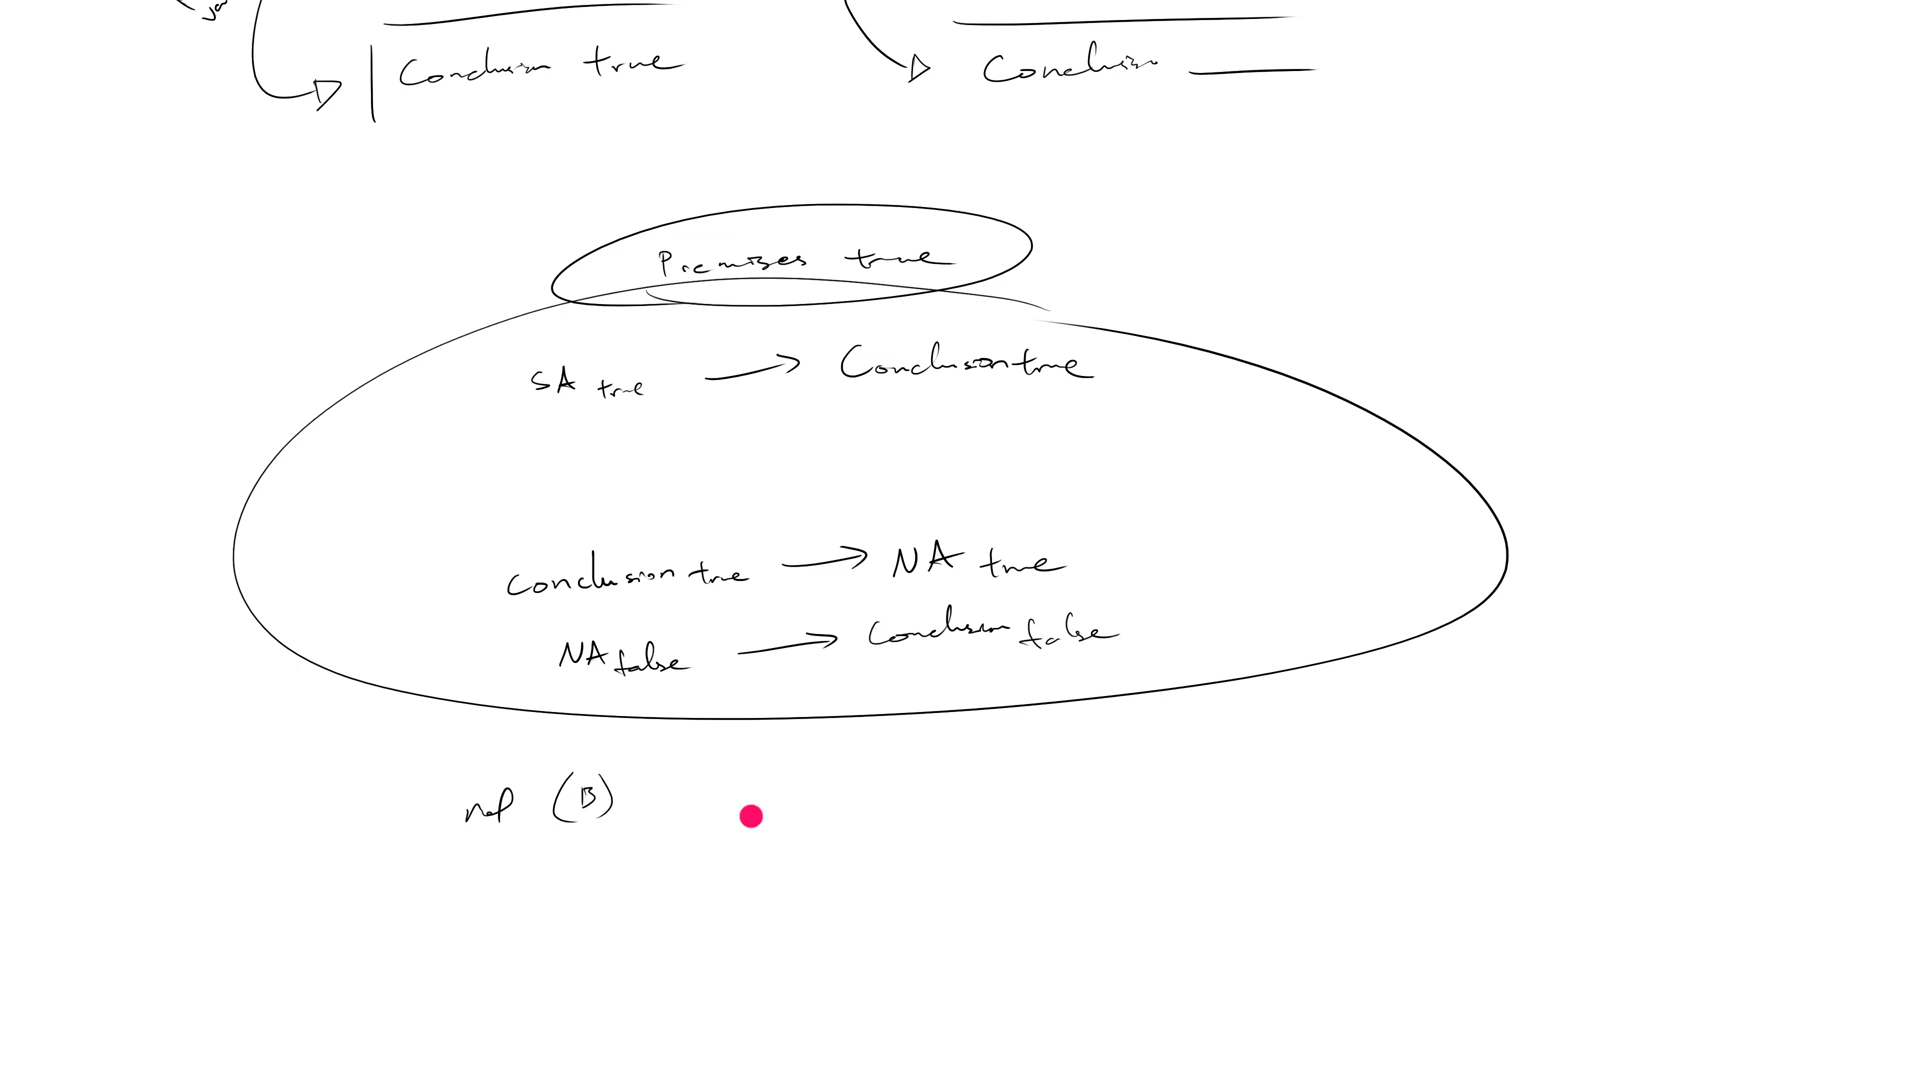 Conclusion true
Conclusion
Premises true
SA true → Conclusion true
conclusion true → NA true
NA false → Conclusion false
(B)